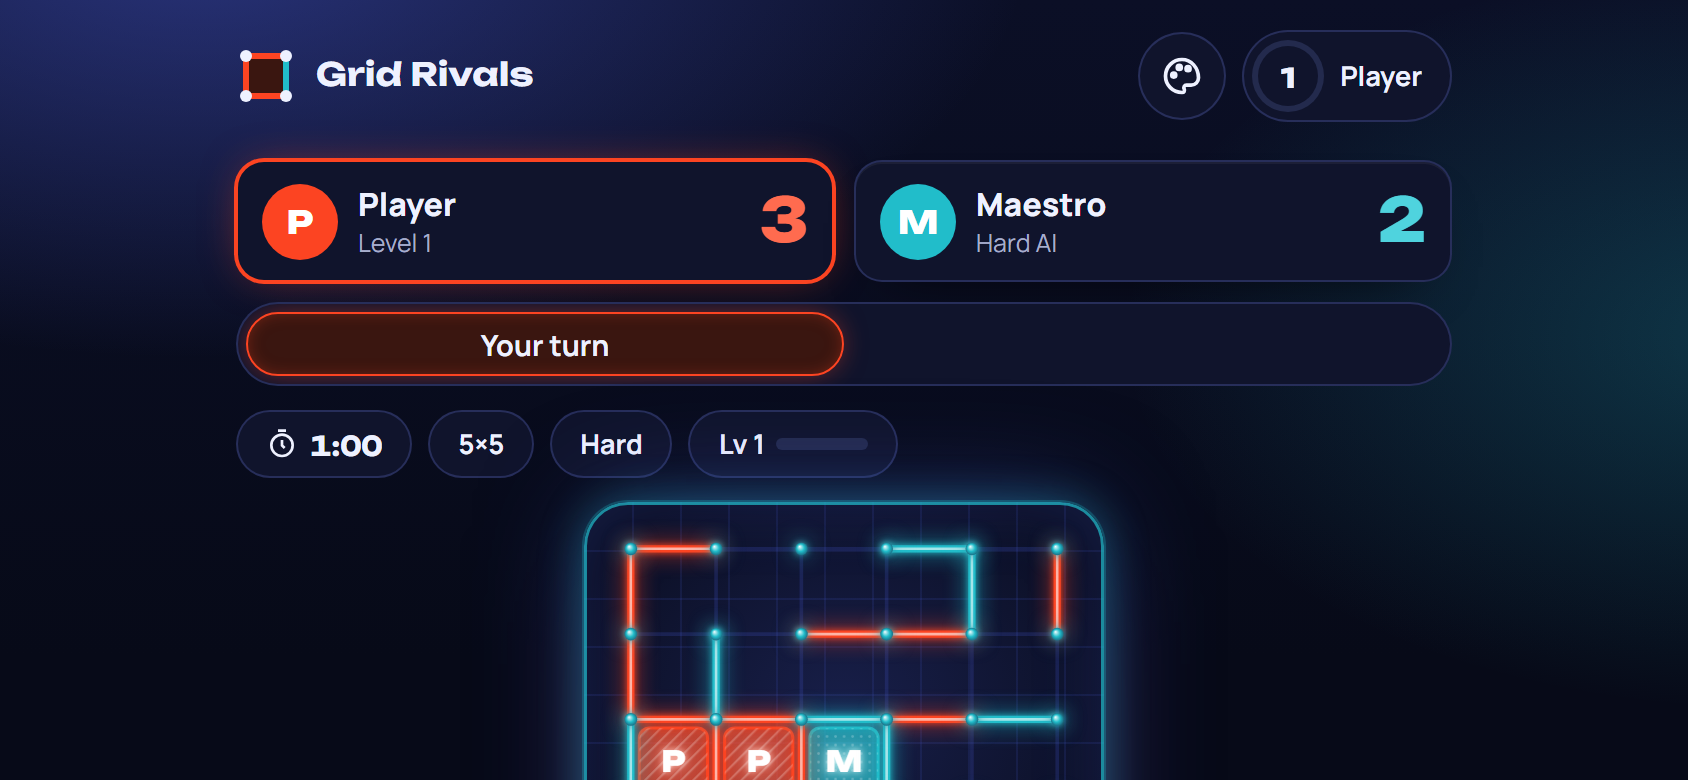 Grid Rivals
1 Player
P Player 3
Level 1
M Maestro 2
Hard AI
Your turn
1:00 5×5 Hard Lv 1
P P M